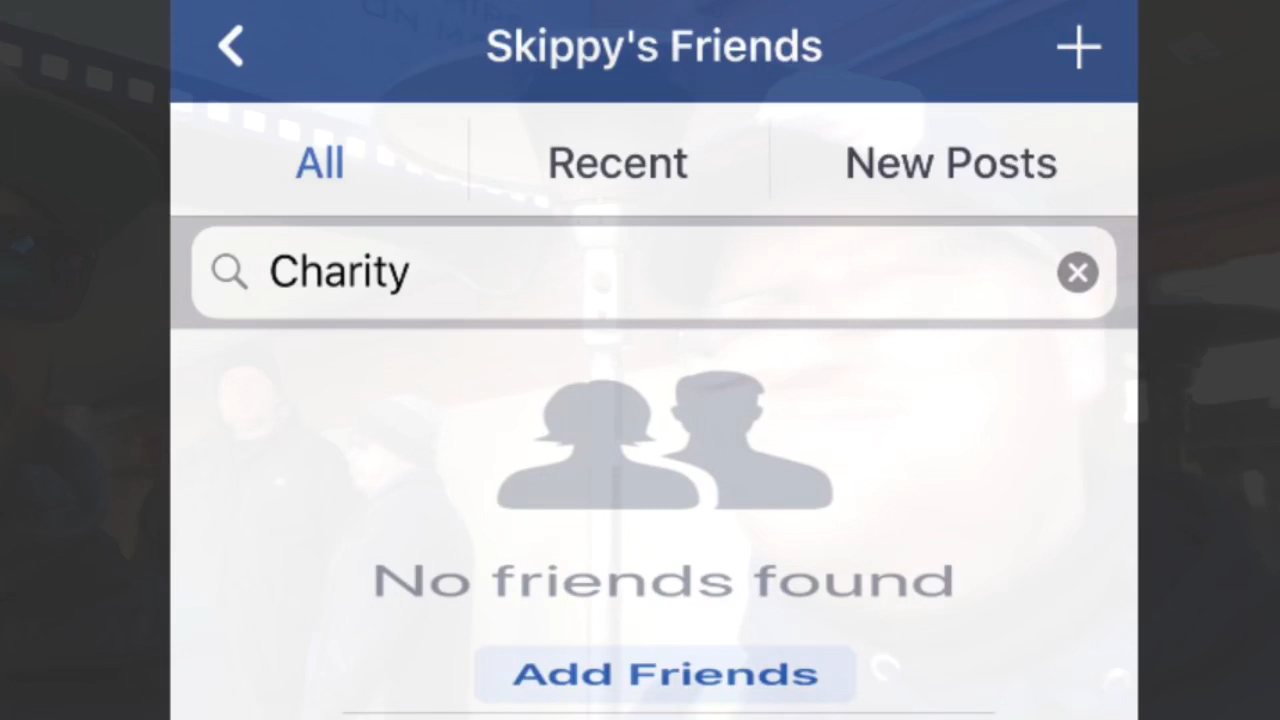 Skippy's Friends
All Recent New Posts
Charity
No friends found
Add Friends